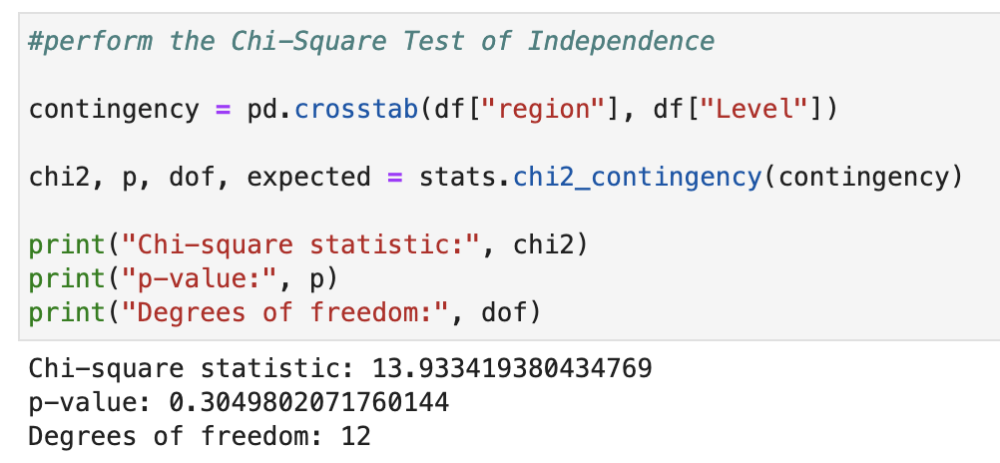 #perform the Chi-Square Test of Independence
contingency = pd.crosstab(df["region"], df["Level"])
chi2, p, dof, expected = stats.chi2_contingency(contingency)
print("Chi-square statistic:", chi2)
print("p-value:", p)
print("Degrees of freedom:", dof)
Chi-square statistic: 13.933419380434769
p-value: 0.3049802071760144
Degrees of freedom: 12